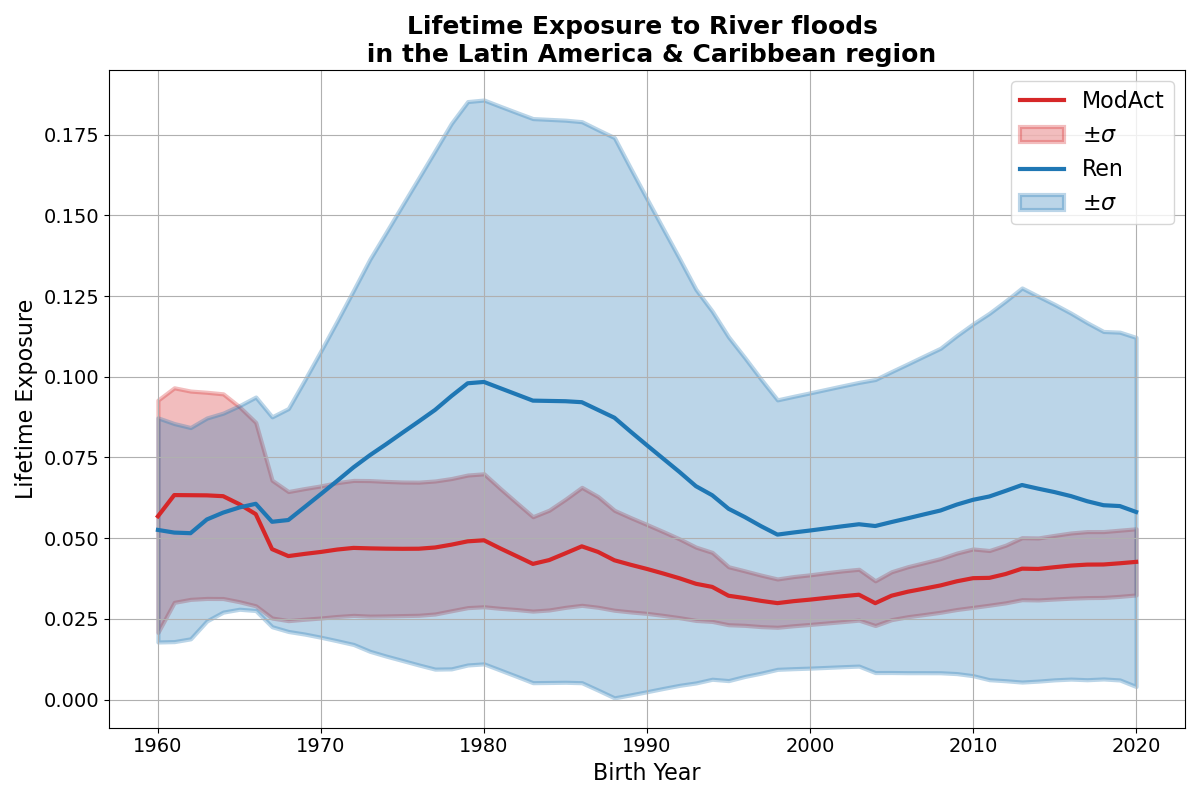 Lifetime Exposure to River floods
in the Latin America & Caribbean region
ModAct
±σ
Ren
±σ
Lifetime Exposure
0.175
0.150
0.125
0.100
0.075
0.050
0.025
0.000
1960 1970 1980 1990 2000 2010 2020
Birth Year